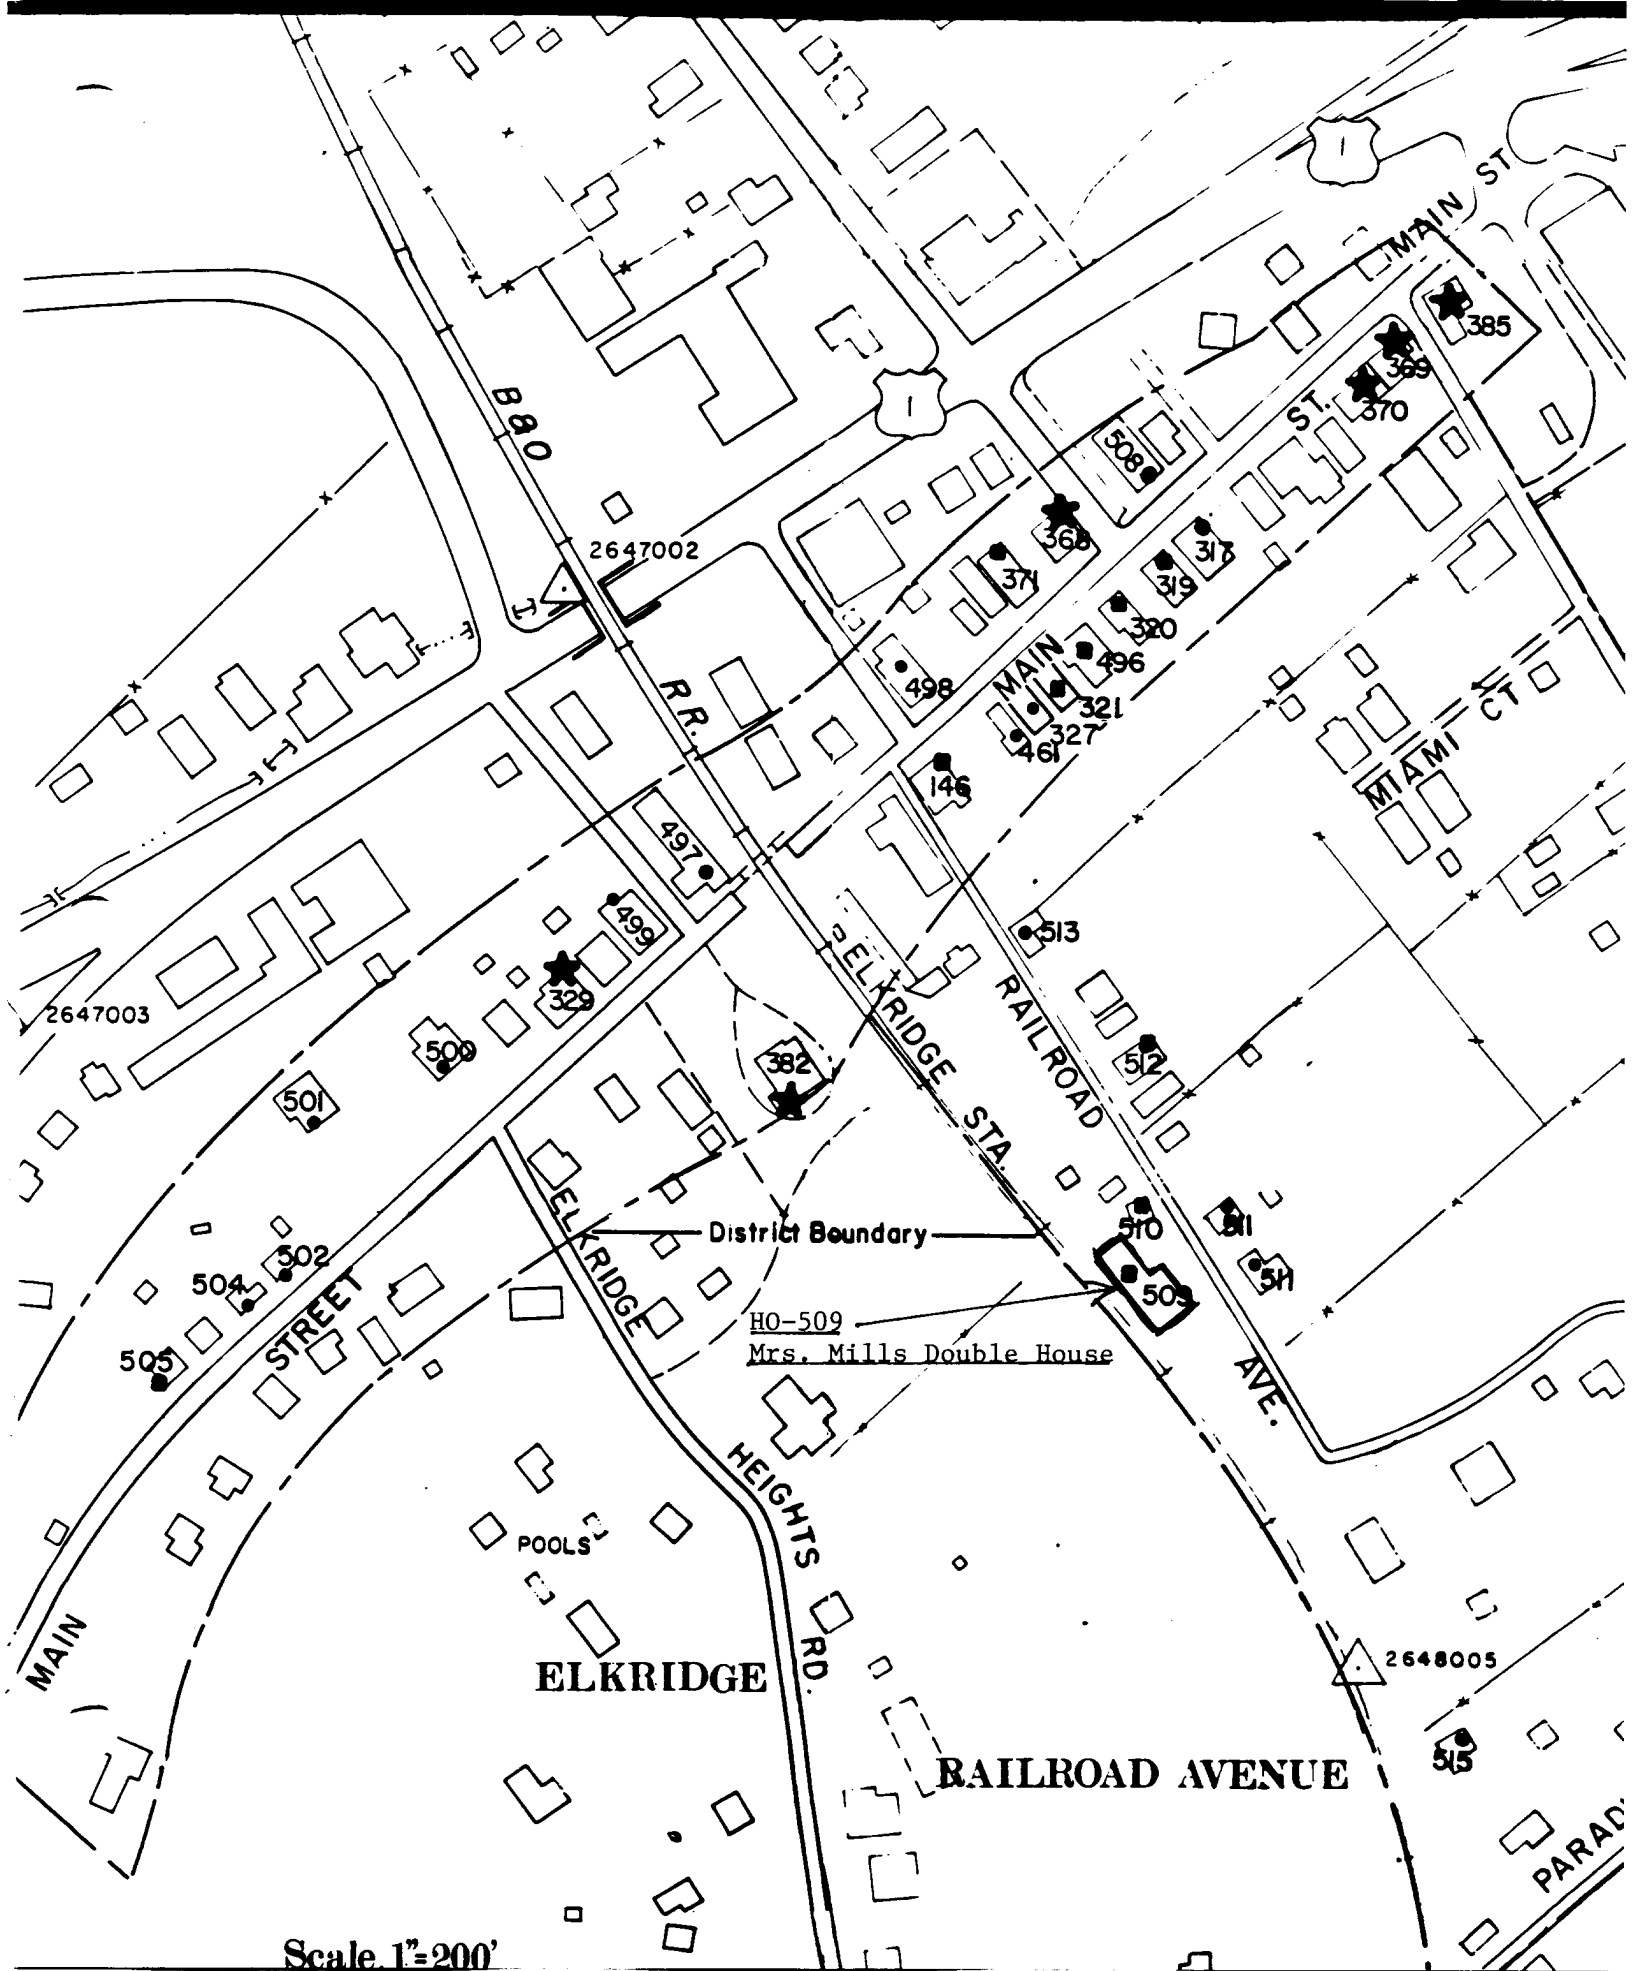 1
MAIN ST
385
369
370
1
B&O
ST.
508
368
2647002
317
371
319
320
MAIN
496
498
R R.
321
327
461
MIAMI CT
146
497
499
513
329
ELKRIDGE STA.
RAILROAD AVE.
2647003
500
512
382
501
District Boundary
510
511
502
504
511
509
STREET
HO-509
Mrs. Mills Double House
505
ELKRIDGE HEIGHTS RD.
POOLS
MAIN
ELKRIDGE
2648005
515
RAILROAD AVENUE
PARAD
Scale 1"=200'